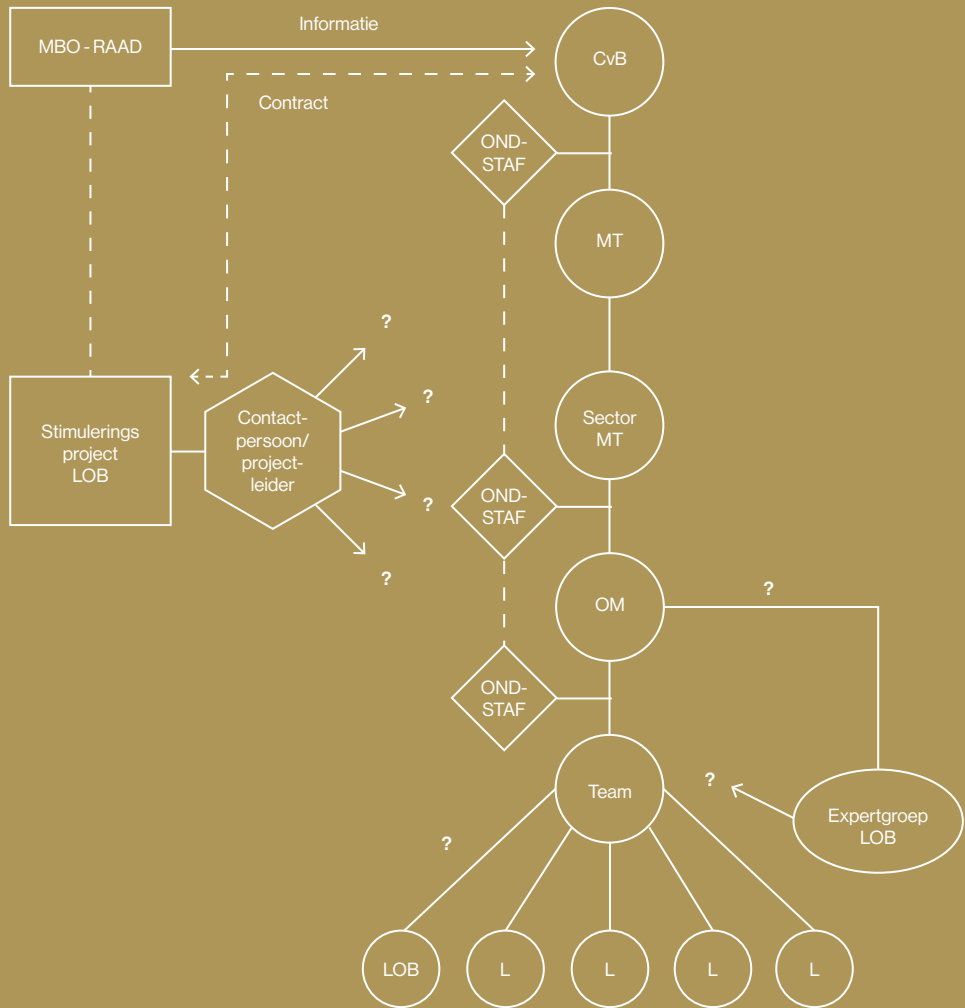 Informatie
MBO - RAAD
CvB
Contract
OND-
STAF
MT
?
?
Stimulerings
project
LOB
Contact-
persoon/
project-
leider
Sector
MT
?
OND-
STAF
?
OM
?
OND-
STAF
Team
?
Expertgroep
LOB
?
LOB
L
L
L
L